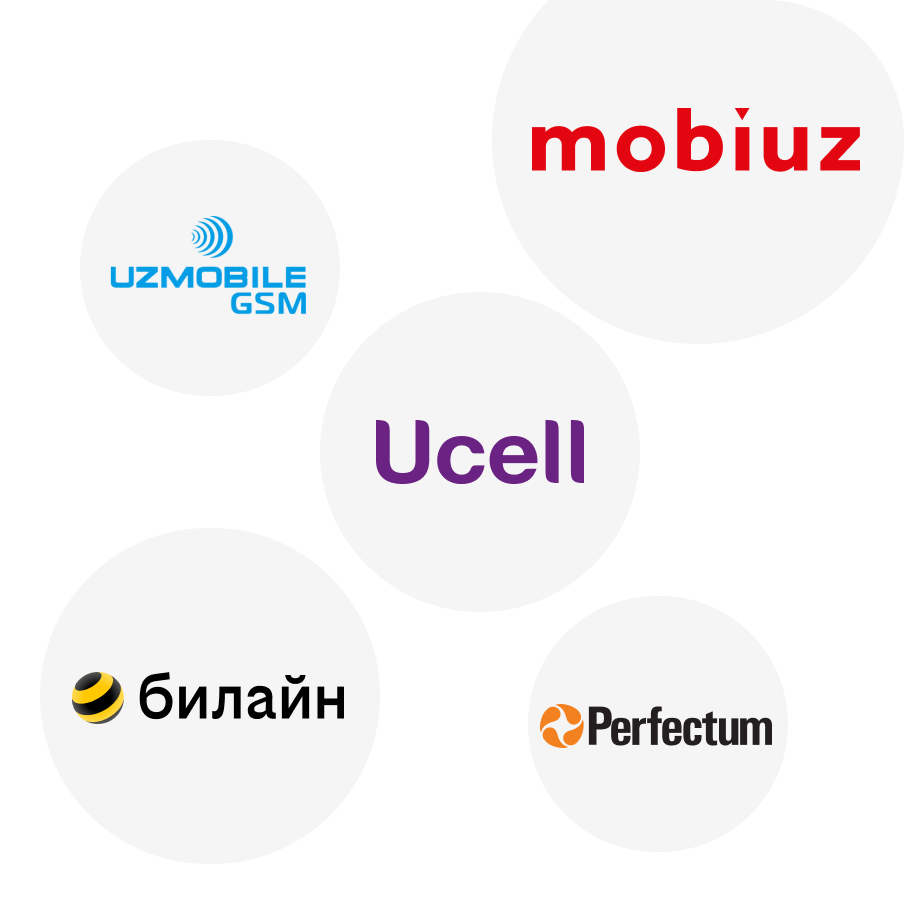 mobiuz
UZMOBILE
GSM
Ucell
билайн
Perfectum